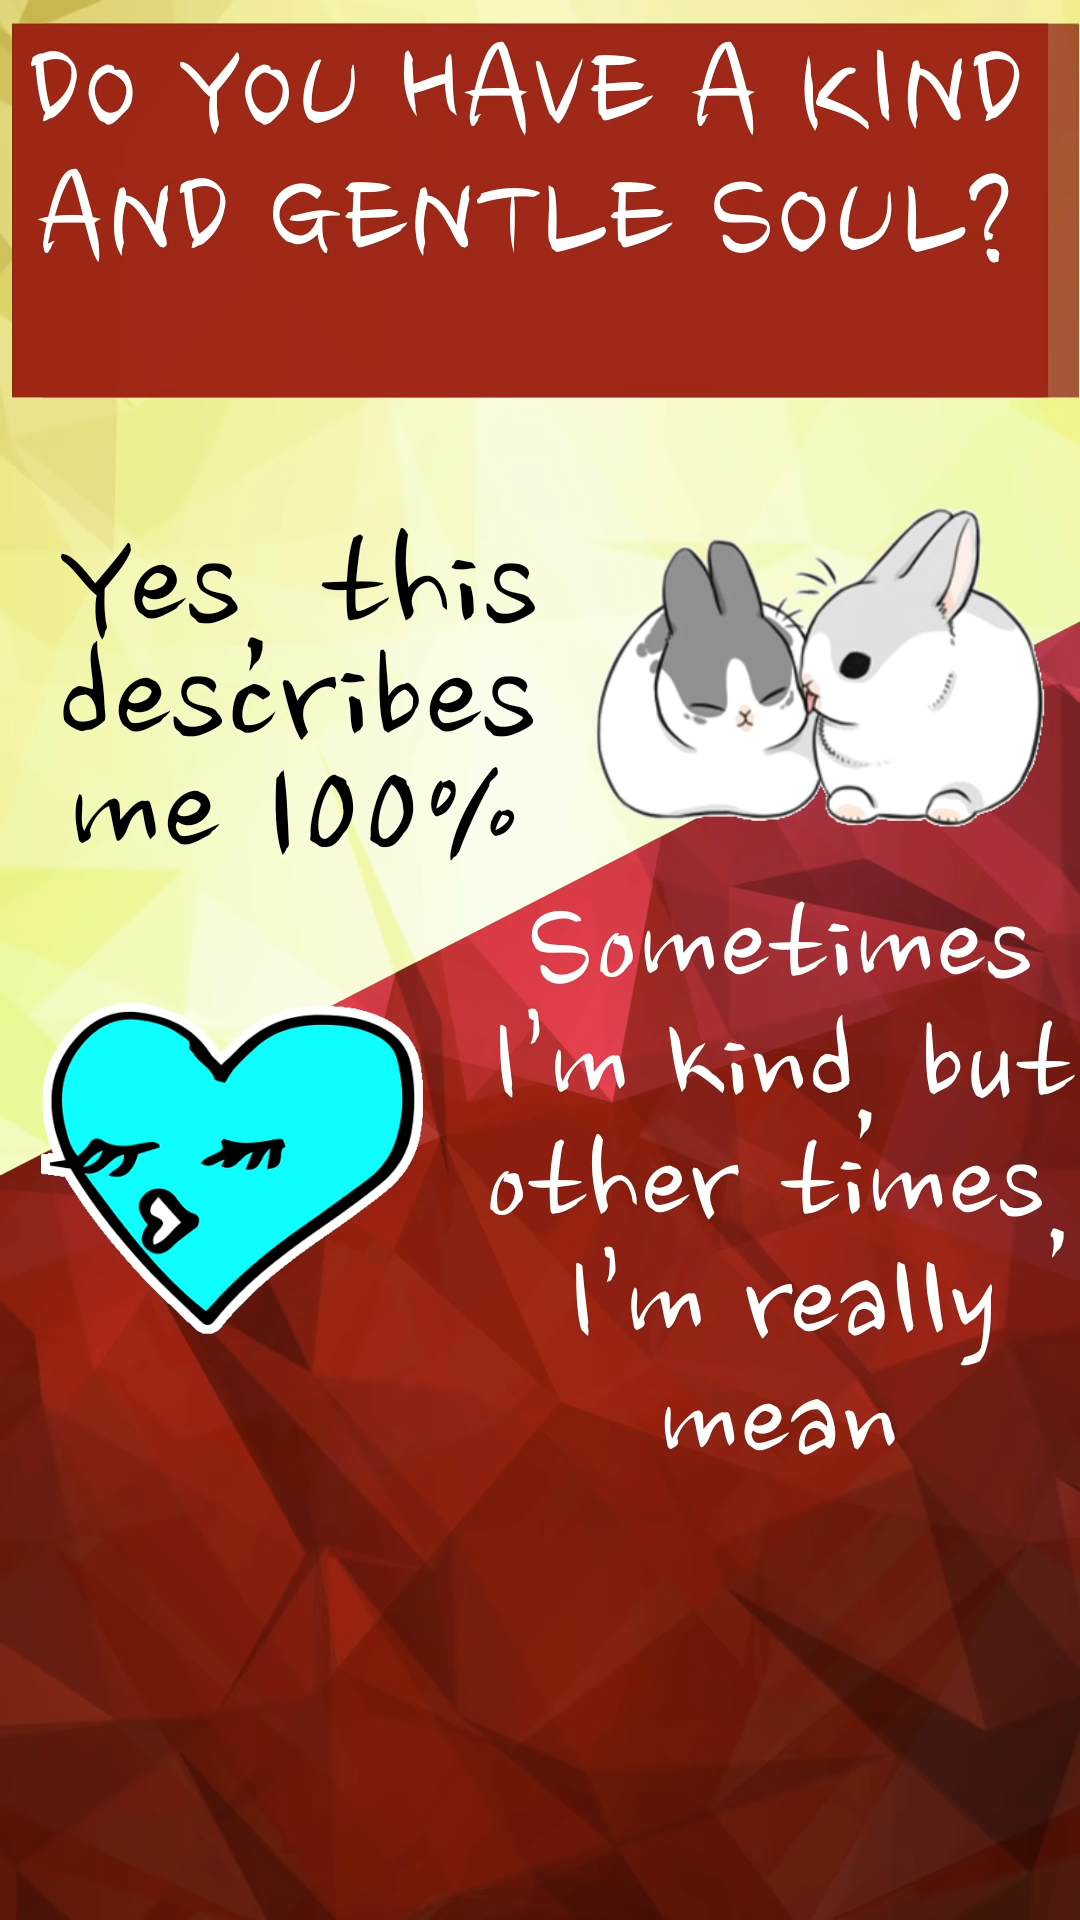 DO YOU HAVE A KIND
AND GENTLE SOUL?
Yes, this
describes
me 100%
Sometimes
I'm kind, but
other times,
I'm really
mean